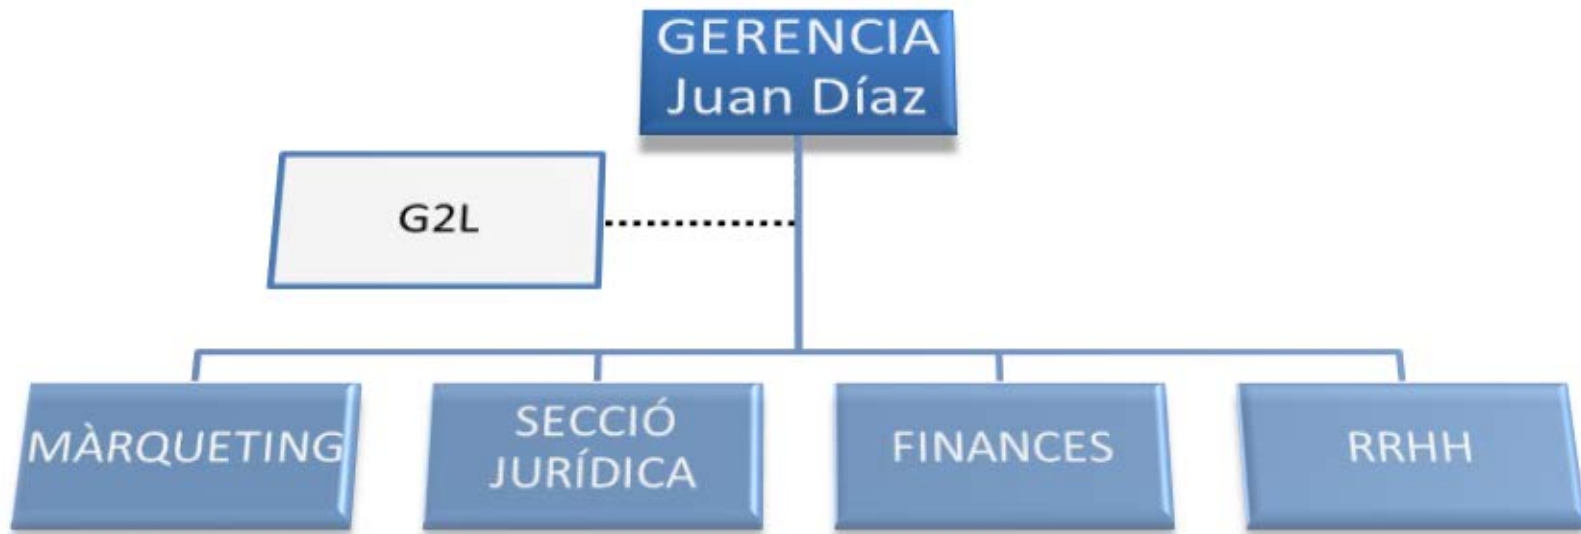 GERENCIA
Juan Díaz
G2L
MÀRQUETING
SECCIÓ
JURÍDICA
FINANCES
RRHH